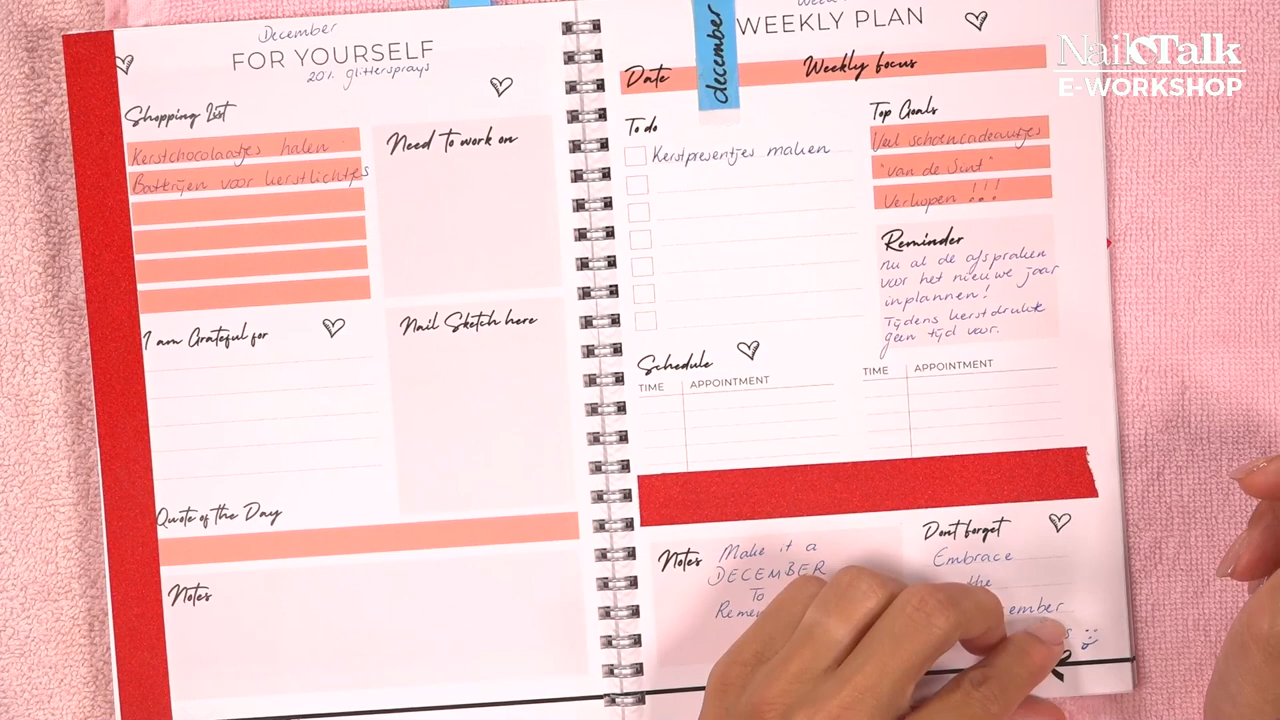 December
FOR YOURSELF
20% glittersprays
Shopping List
Kerstchocolaatjes halen
Batterijen voor kerstlichtjes
Need to work on
I am Grateful for
Nail Sketch here
Quote of the Day
Notes
WEEKLY PLAN
december
Date
Weekly focus
To do
Kerstpresentjes maken
Top Goals
Veel schoencadeautjes
"van de Sint"
Verkopen !!!
Reminder
nu al de afspraken
voor het nieuwe jaar
inplannen!
Tijdens kerstdrukte
geen tijd voor.
Schedule
TIME APPOINTMENT
TIME APPOINTMENT
Notes
Make it a
DECEMBER
To
Dont forget
Embrace
the
NailTalk
E-WORKSHOP